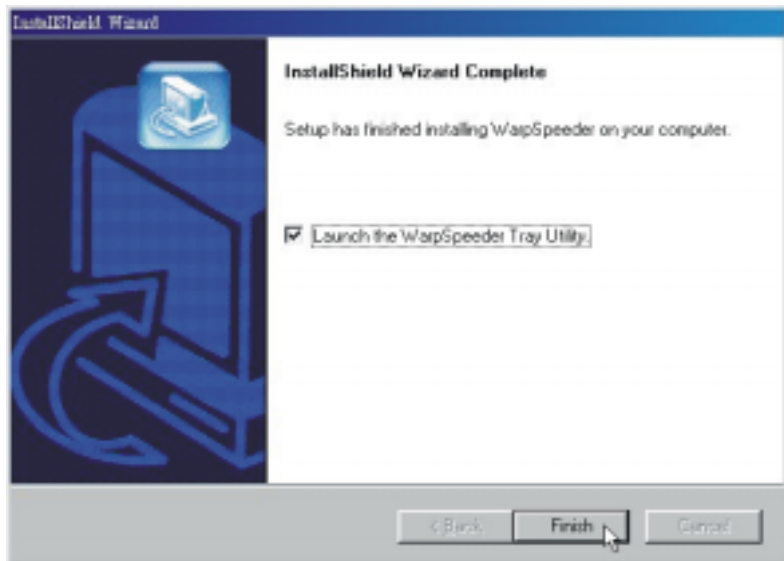 InstallShield Wizard
InstallShield Wizard Complete
Setup has finished installing WarpSpeeder on your computer.
Launch the WarpSpeeder Tray Utility.
< Back
Finish
Cancel